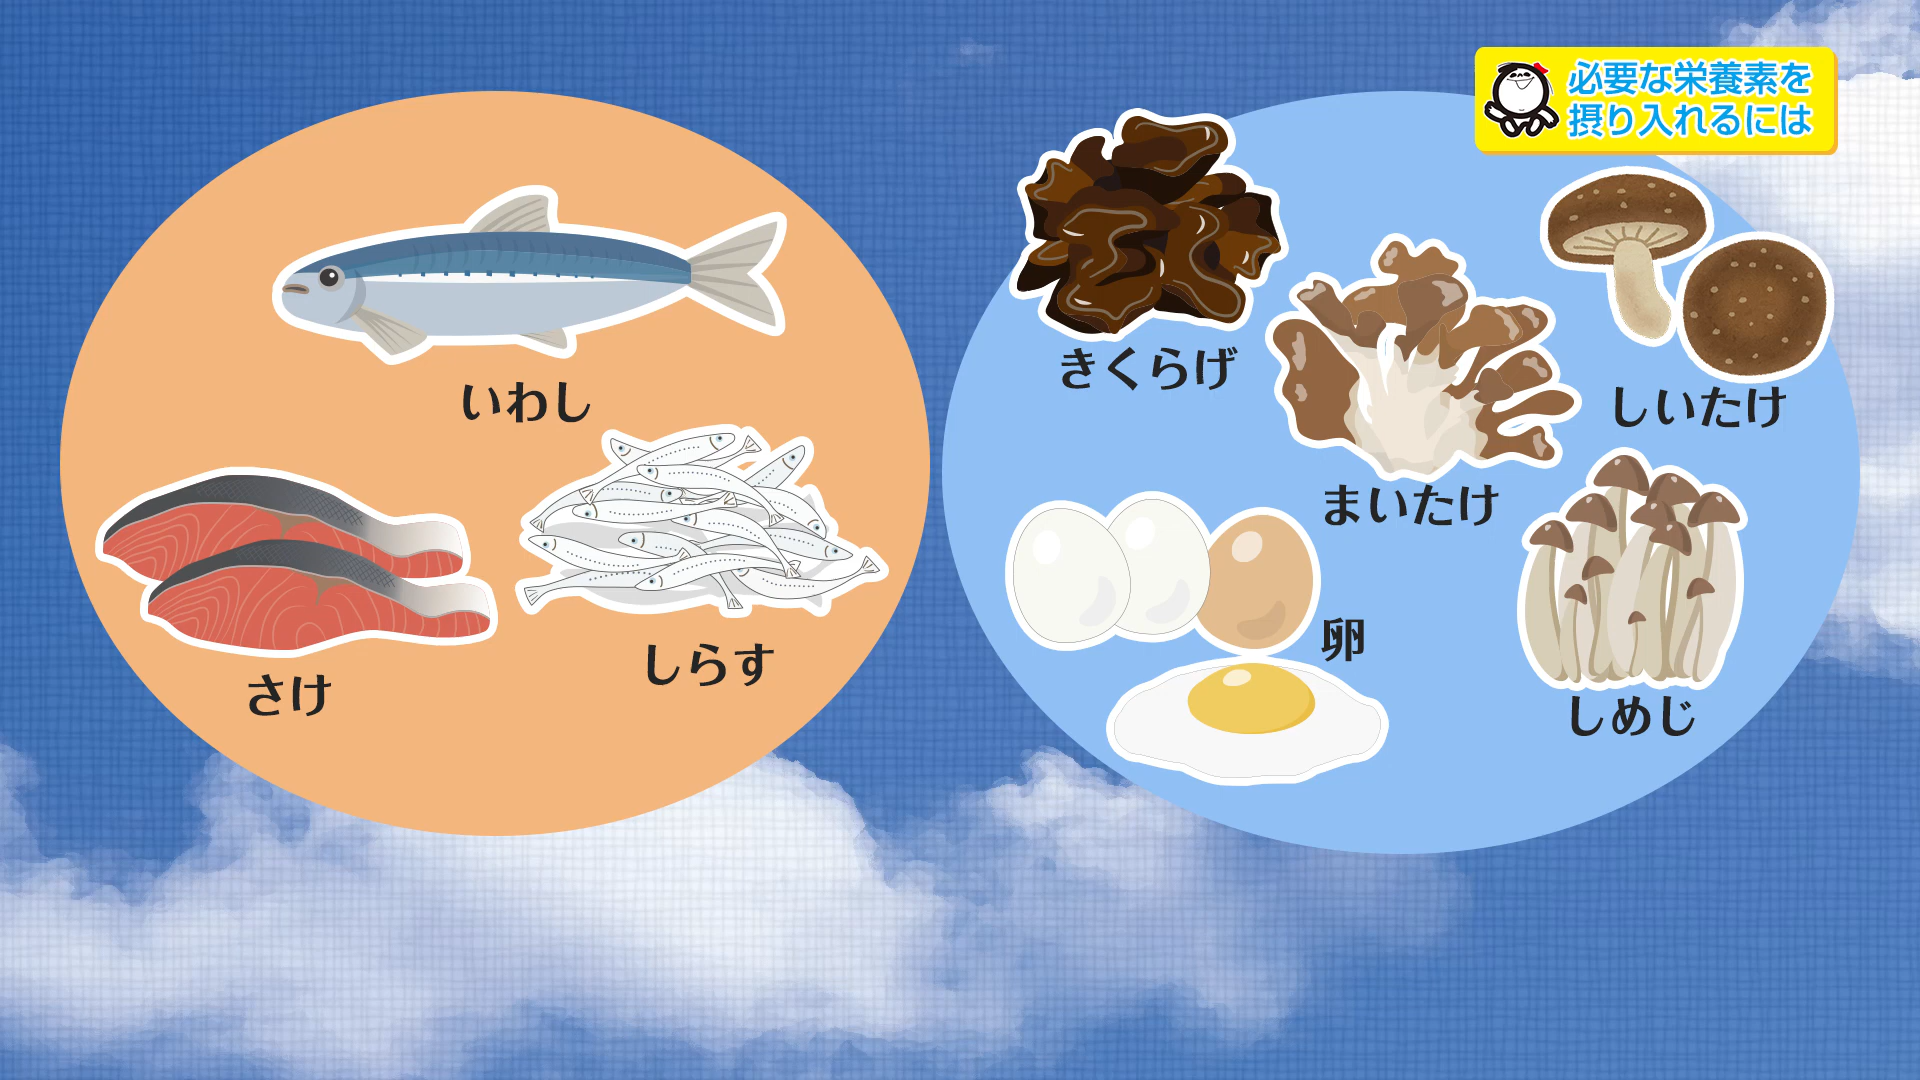 必要な栄養素を
摂り入れるには
いわし
さけ
しらす
きくらげ
まいたけ
しいたけ
卵
しめじ